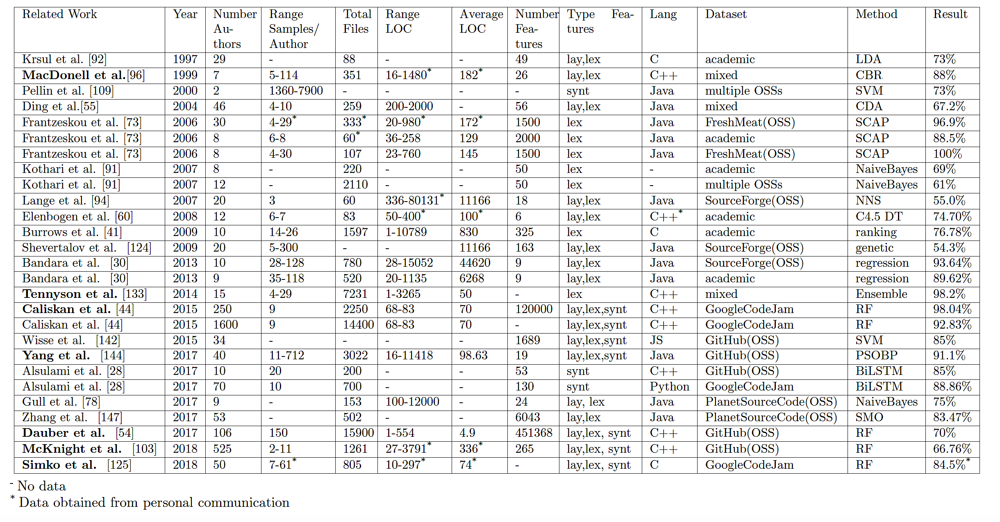 Related Work Year Number Au- thors Range Samples/ Author Total Files Range LOC Average LOC Number Fea- tures Type Fea- tures Lang Dataset Method Result
Krsul et al. [92] 1997 29 - 88 - - 49 lay,lex C academic LDA 73%
MacDonell et al.[96] 1999 7 5-114 351 16-1480* 182* 26 lay,lex C++ mixed CBR 88%
Pellin et al. [109] 2000 2 1360-7900 - - - - synt Java multiple OSSs SVM 73%
Ding et al.[55] 2004 46 4-10 259 200-2000 - 56 lay,lex Java mixed CDA 67.2%
Frantzeskou et al. [73] 2006 30 4-29* 333* 20-980* 172* 1500 lex Java FreshMeat(OSS) SCAP 96.9%
Frantzeskou et al. [73] 2006 8 6-8 60* 36-258 129 2000 lex Java academic SCAP 88.5%
Frantzeskou et al. [73] 2006 8 4-30 107 23-760 145 1500 lex Java FreshMeat(OSS) SCAP 100%
Kothari et al. [91] 2007 8 - 220 - - 50 lex - academic NaiveBayes 69%
Kothari et al. [91] 2007 12 - 2110 - - 50 lex - multiple OSSs NaiveBayes 61%
Lange et al. [94] 2007 20 3 60 336-80131* 11166 18 lay,lex Java SourceForge(OSS) NNS 55.0%
Elenbogen et al. [60] 2008 12 6-7 83 50-400* 100* 6 lay,lex C++* academic C4.5 DT 74.70%
Burrows et al. [41] 2009 10 14-26 1597 1-10789 830 325 lex C academic ranking 76.78%
Shevertalov et al. [124] 2009 20 5-300 - - 11166 163 lay,lex Java SourceForge(OSS) genetic 54.3%
Bandara et al. [30] 2013 10 28-128 780 28-15052 44620 9 lay,lex Java SourceForge(OSS) regression 93.64%
Bandara et al. [30] 2013 9 35-118 520 20-1135 6268 9 lay,lex Java academic regression 89.62%
Tennyson et al. [133] 2014 15 4-29 7231 1-3265 50 - lex C++ mixed Ensemble 98.2%
Caliskan et al. [44] 2015 250 9 2250 68-83 70 120000 lay,lex,synt C++ GoogleCodeJam RF 98.04%
Caliskan et al. [44] 2015 1600 9 14400 68-83 70 - lay,lex,synt C++ GoogleCodeJam RF 92.83%
Wisse et al. [142] 2015 34 - - - - 1689 lay,lex,synt JS GitHub(OSS) SVM 85%
Yang et al. [144] 2017 40 11-712 3022 16-11418 98.63 19 lay,lex,synt Java GitHub(OSS) PSOBP 91.1%
Alsulami et al. [28] 2017 10 20 200 - - 53 synt C++ GitHub(OSS) BiLSTM 85%
Alsulami et al. [28] 2017 70 10 700 - - 130 synt Python GoogleCodeJam BiLSTM 88.86%
Gull et al. [78] 2017 9 - 153 100-12000 - 24 lay, lex Java PlanetSourceCode(OSS) NaiveBayes 75%
Zhang et al. [147] 2017 53 - 502 - - 6043 lay,lex Java PlanetSourceCode(OSS) SMO 83.47%
Dauber et al. [54] 2017 106 150 15900 1-554 4.9 451368 lay,lex, synt C++ GitHub(OSS) RF 70%
McKnight et al. [103] 2018 525 2-11 1261 27-3791* 336* 265 lay,lex, synt C++ GitHub(OSS) RF 66.76%
Simko et al. [125] 2018 50 7-61* 805 10-297* 74* - lay,lex, synt C GoogleCodeJam RF 84.5%*
- No data
* Data obtained from personal communication